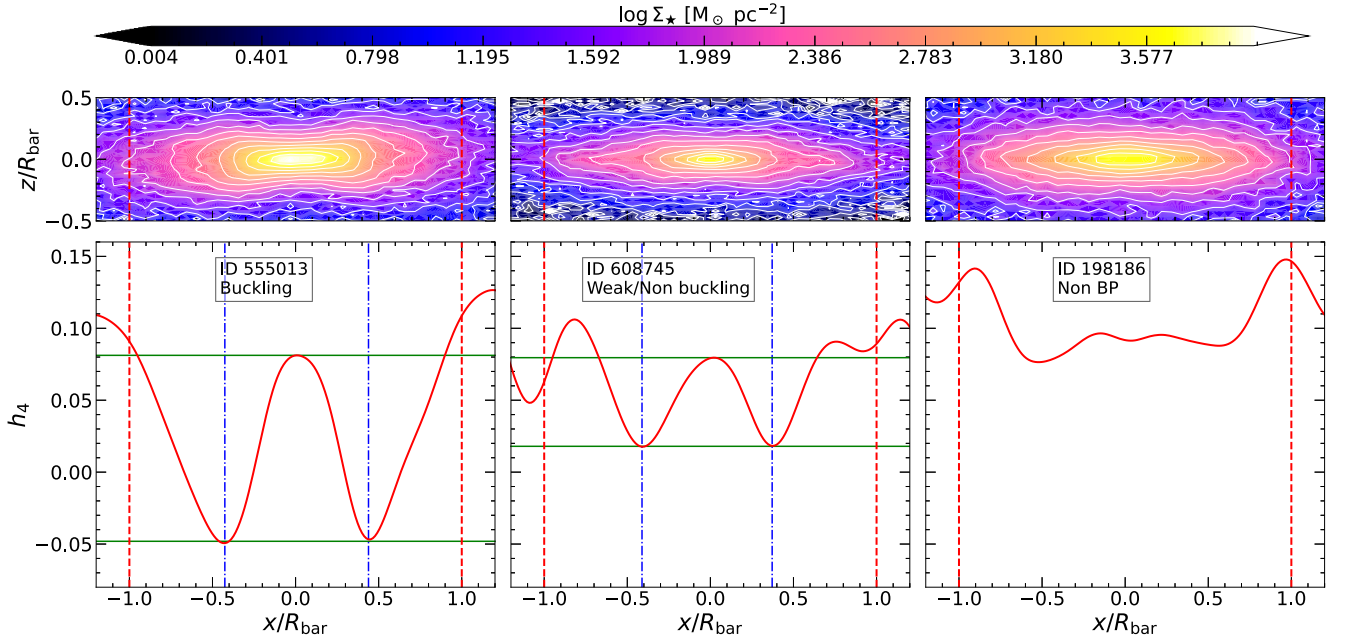 log Σ★ [M⊙ pc⁻²]
0.004 0.401 0.798 1.195 1.592 1.989 2.386 2.783 3.180 3.577
0.5
0.0
−0.5
z/R_bar
ID 555013
Buckling
ID 608745
Weak/Non buckling
ID 198186
Non BP
0.15
0.10
0.05
0.00
−0.05
h₄
−1.0 −0.5 0.0 0.5 1.0 −1.0 −0.5 0.0 0.5 1.0 −1.0 −0.5 0.0 0.5 1.0
x/R_bar x/R_bar x/R_bar